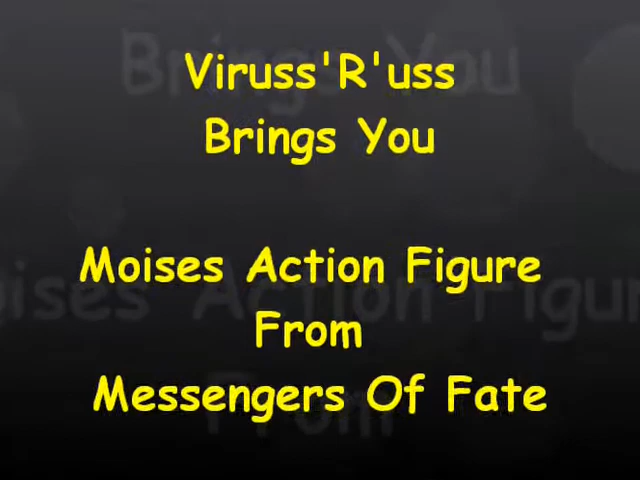 Viruss'R'uss
Brings You
Moises Action Figure
From
Messengers Of Fate